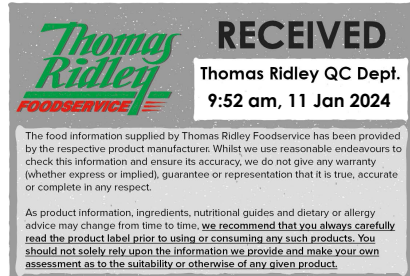 Thomas
Ridley
FOODSERVICE
RECEIVED
Thomas Ridley QC Dept.
9:52 am, 11 Jan 2024
The food information supplied by Thomas Ridley Foodservice has been provided
by the respective product manufacturer. Whilst we use reasonable endeavours to
check this information and ensure its accuracy, we do not give any warranty
(whether express or implied), guarantee or representation that it is true, accurate
or complete in any respect.
As product information, ingredients, nutritional guides and dietary or allergy
advice may change from time to time, we recommend that you always carefully
read the product label prior to using or consuming any such products. You
should not solely rely upon the information we provide and make your own
assessment as to the suitability or otherwise of any given product.